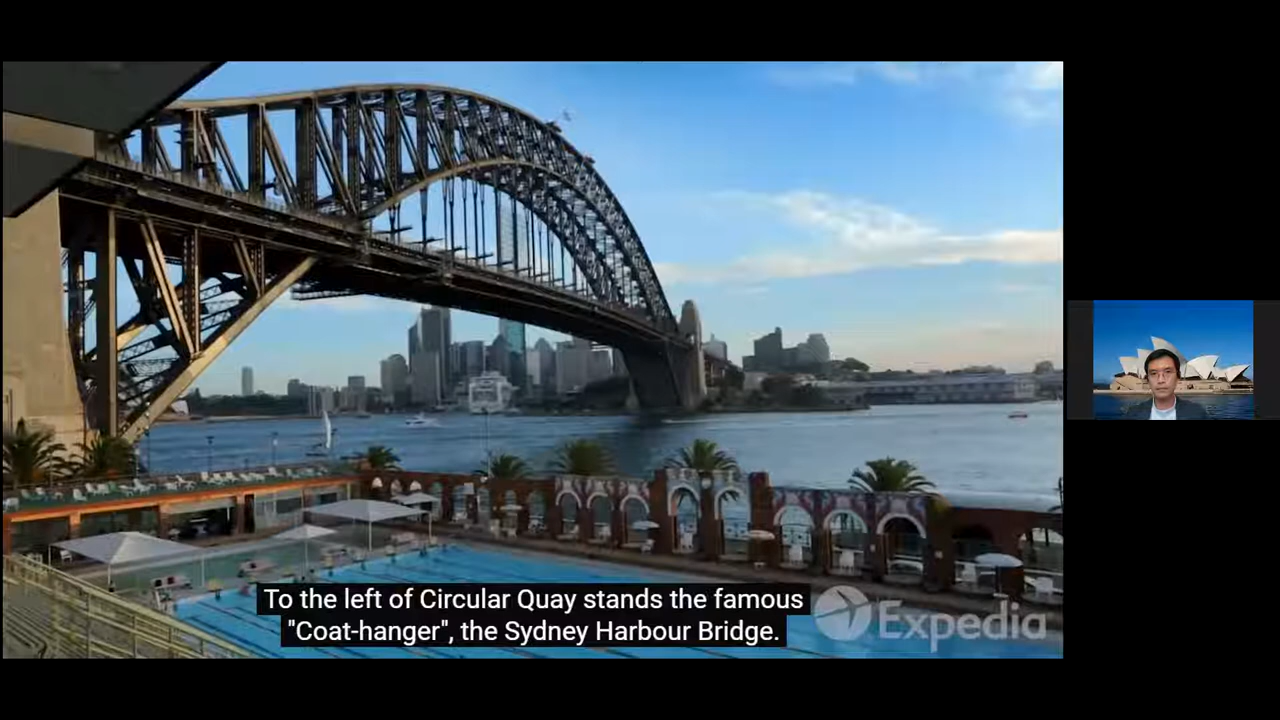 To the left of Circular Quay stands the famous
"Coat-hanger", the Sydney Harbour Bridge.
Expedia